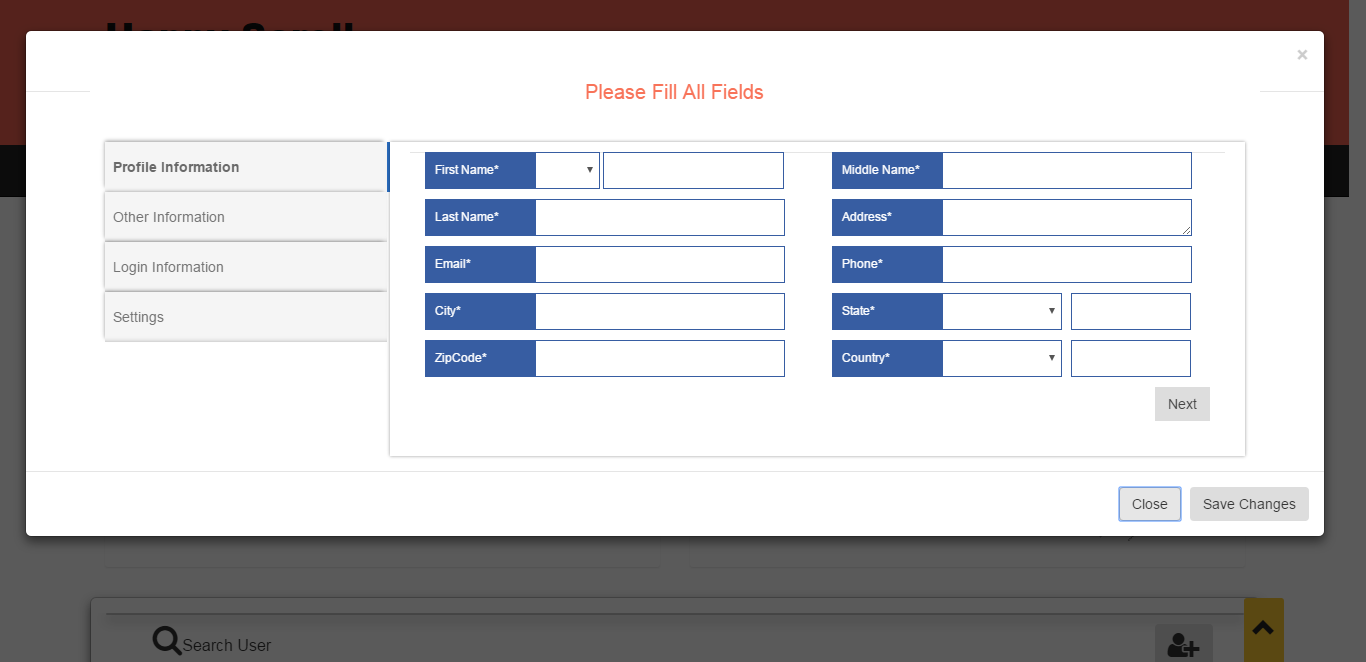 ×
Please Fill All Fields
Profile Information
Other Information
Login Information
Settings
First Name*
Middle Name*
Last Name*
Address*
Email*
Phone*
City*
State*
ZipCode*
Country*
Next
Close
Save Changes
Search User